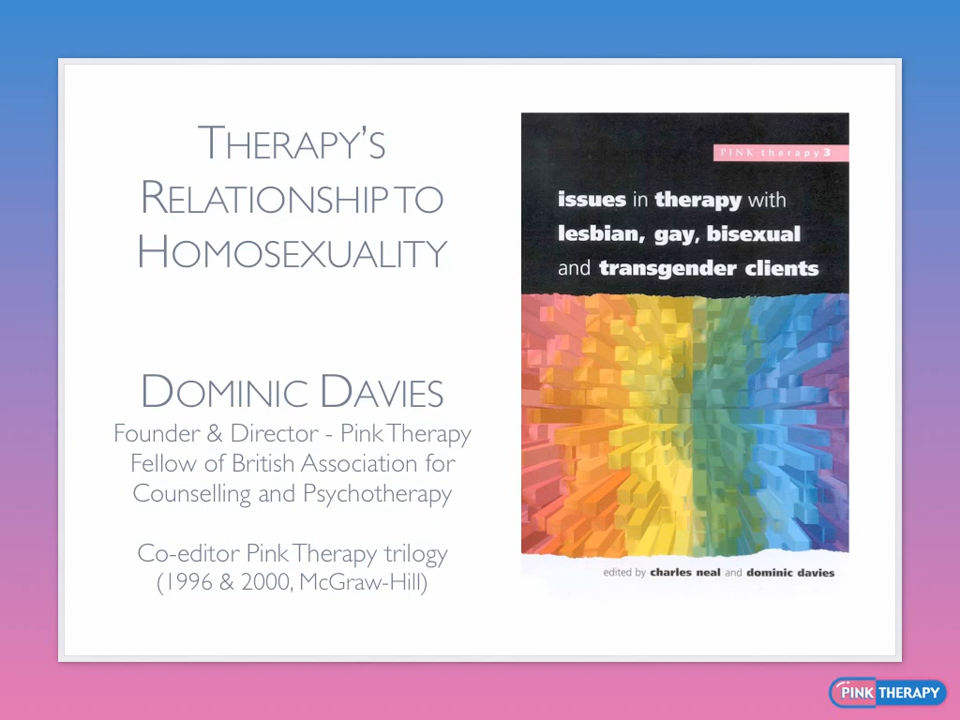 THERAPY'S
RELATIONSHIP TO
HOMOSEXUALITY
DOMINIC DAVIES
Founder & Director - Pink Therapy
Fellow of British Association for
Counselling and Psychotherapy
Co-editor Pink Therapy trilogy
(1996 & 2000, McGraw-Hill)
PINK therapy 3
issues in therapy with
lesbian, gay, bisexual
and transgender clients
edited by charles neal and dominic davies
PINK THERAPY